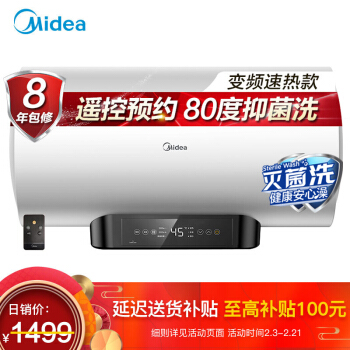 Midea
变频速热款
8
年包修
遥控预约 80度抑菌洗
Midea
Sterile Wash
灭菌洗
健康安心澡
45
日销价:
¥1499
延迟送货补贴 至高补贴100元
细则详见活动页面 活动时间2.3-2.21